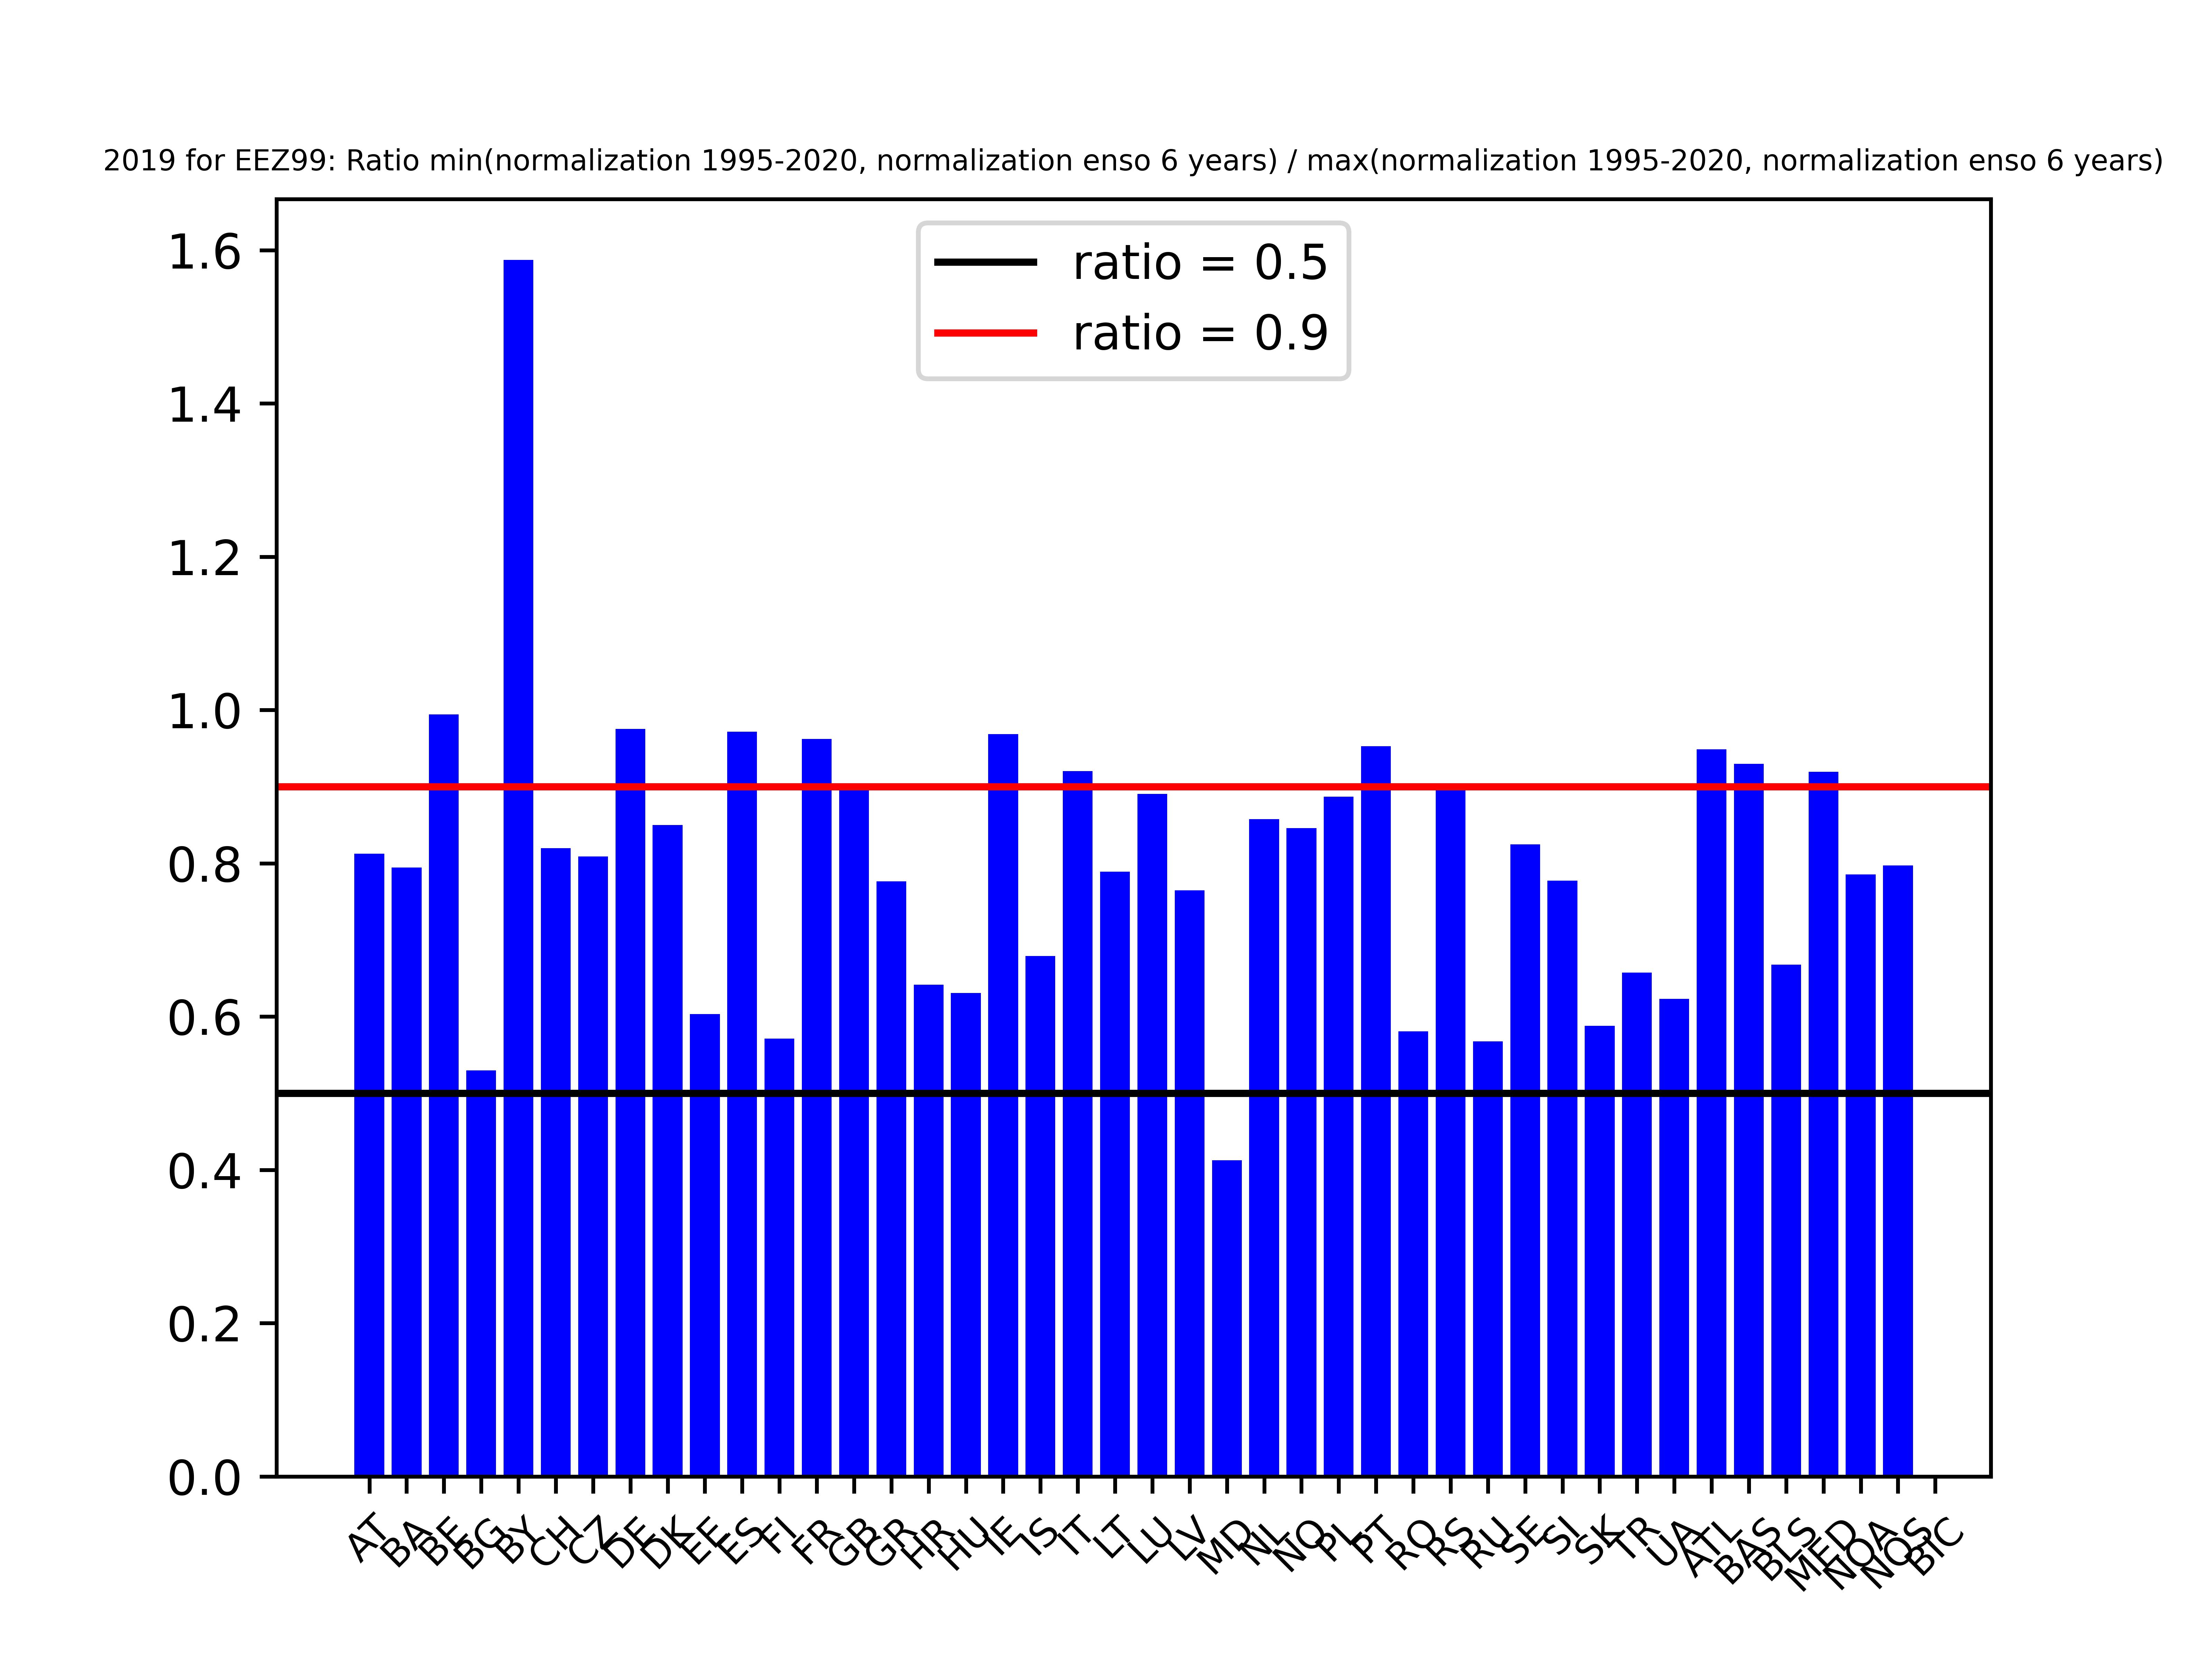 2019 for EEZ99: Ratio min(normalization 1995-2020, normalization enso 6 years) / max(normalization 1995-2020, normalization enso 6 years)
ratio = 0.5
ratio = 0.9
1.6
1.4
1.2
1.0
0.8
0.6
0.4
0.2
0.0
AT BA BE BG BY CH CZ DE DK EE ES FI FR GB GR HR HU IE IS IT LT LU LV MD NL NO PL PT RO RS RU SE SI SK TR UA ATL BAS BLS MED NOA NOS BIC